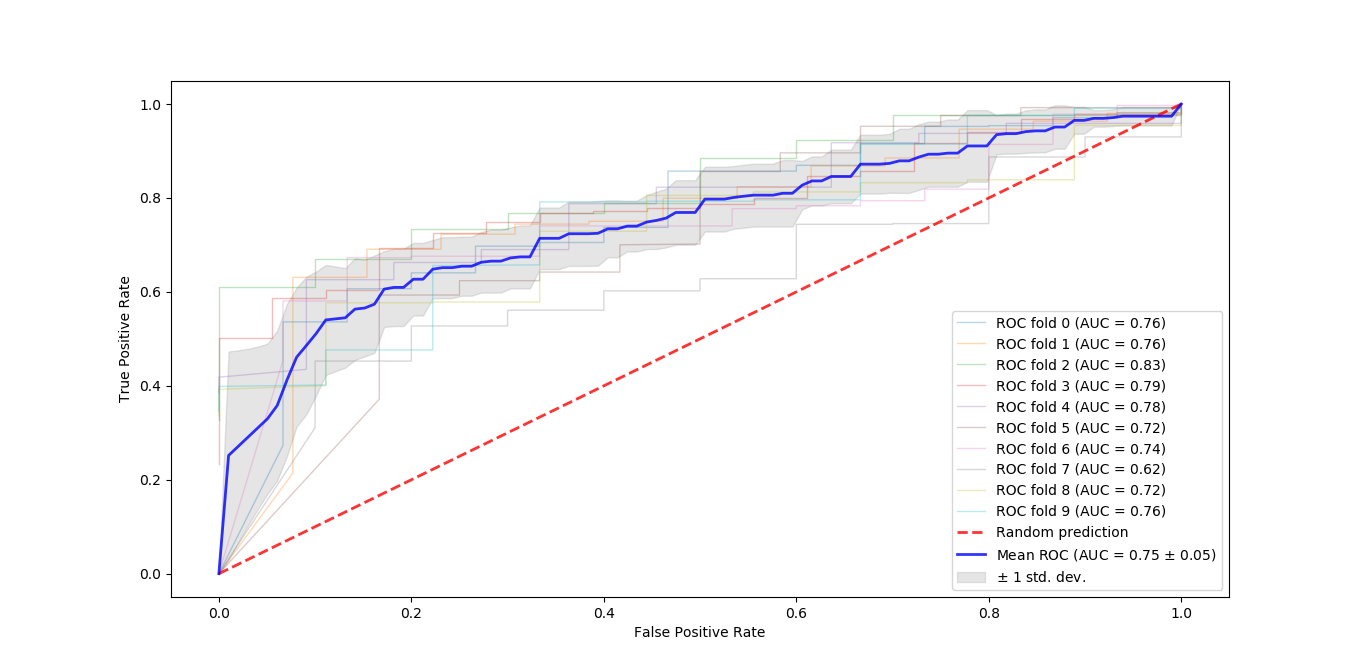 1.0
0.8
0.6
0.4
0.2
0.0
True Positive Rate
0.0 0.2 0.4 0.6 0.8 1.0
False Positive Rate
ROC fold 0 (AUC = 0.76)
ROC fold 1 (AUC = 0.76)
ROC fold 2 (AUC = 0.83)
ROC fold 3 (AUC = 0.79)
ROC fold 4 (AUC = 0.78)
ROC fold 5 (AUC = 0.72)
ROC fold 6 (AUC = 0.74)
ROC fold 7 (AUC = 0.62)
ROC fold 8 (AUC = 0.72)
ROC fold 9 (AUC = 0.76)
Random prediction
Mean ROC (AUC = 0.75 ± 0.05)
± 1 std. dev.